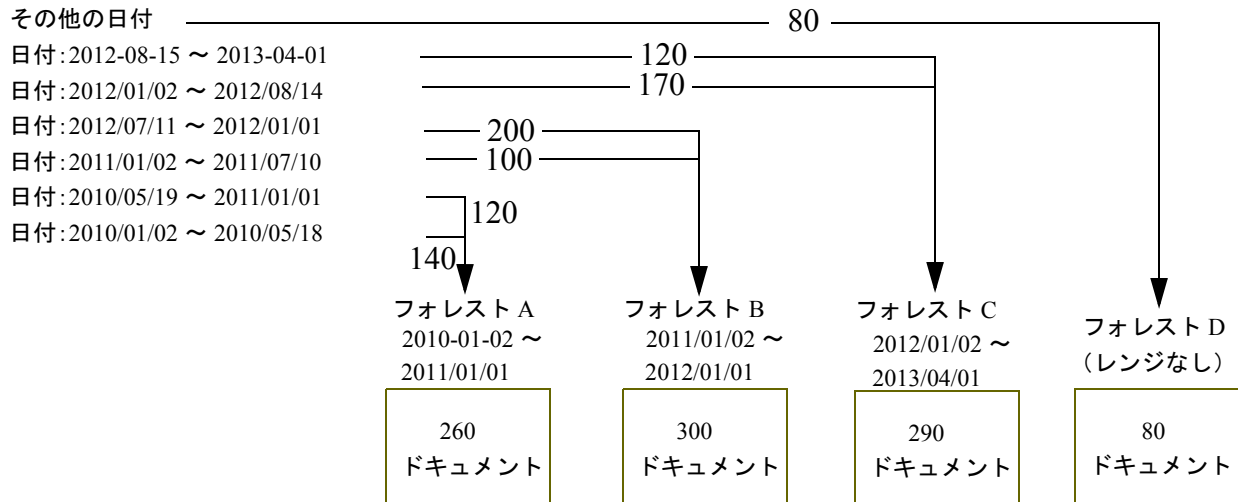 その他の日付
80
日付:2012-08-15 ～ 2013-04-01
120
日付:2012/01/02 ～ 2012/08/14
170
日付:2012/07/11 ～ 2012/01/01
200
日付:2011/01/02 ～ 2011/07/10
100
日付:2010/05/19 ～ 2011/01/01
120
日付:2010/01/02 ～ 2010/05/18
140
フォレスト A
2010-01-02 ～
2011/01/01
260
ドキュメント
フォレスト B
2011/01/02 ～
2012/01/01
300
ドキュメント
フォレスト C
2012/01/02 ～
2013/04/01
290
ドキュメント
フォレスト D
（レンジなし）
80
ドキュメント